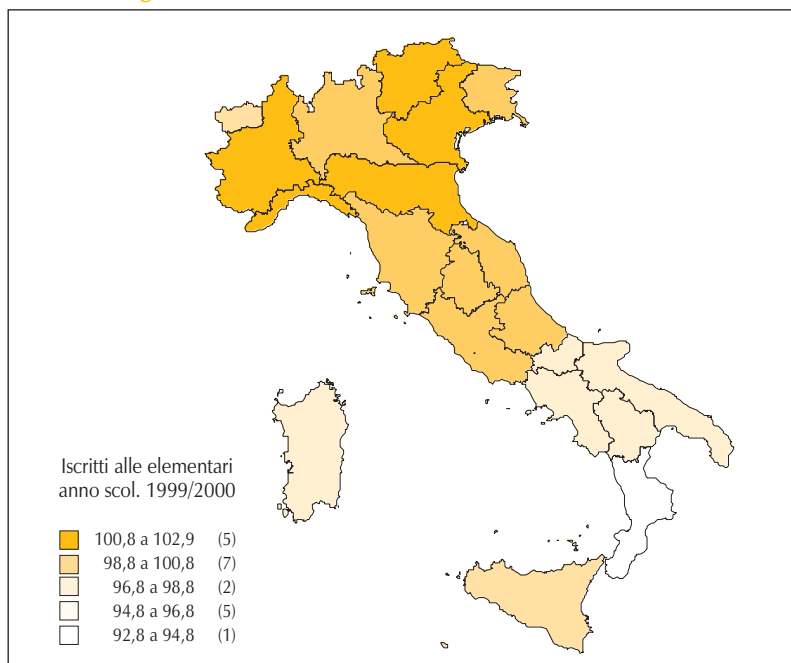 Iscritti alle elementari
anno scol. 1999/2000
100,8 a 102,9 (5)
98,8 a 100,8 (7)
96,8 a 98,8 (2)
94,8 a 96,8 (5)
92,8 a 94,8 (1)